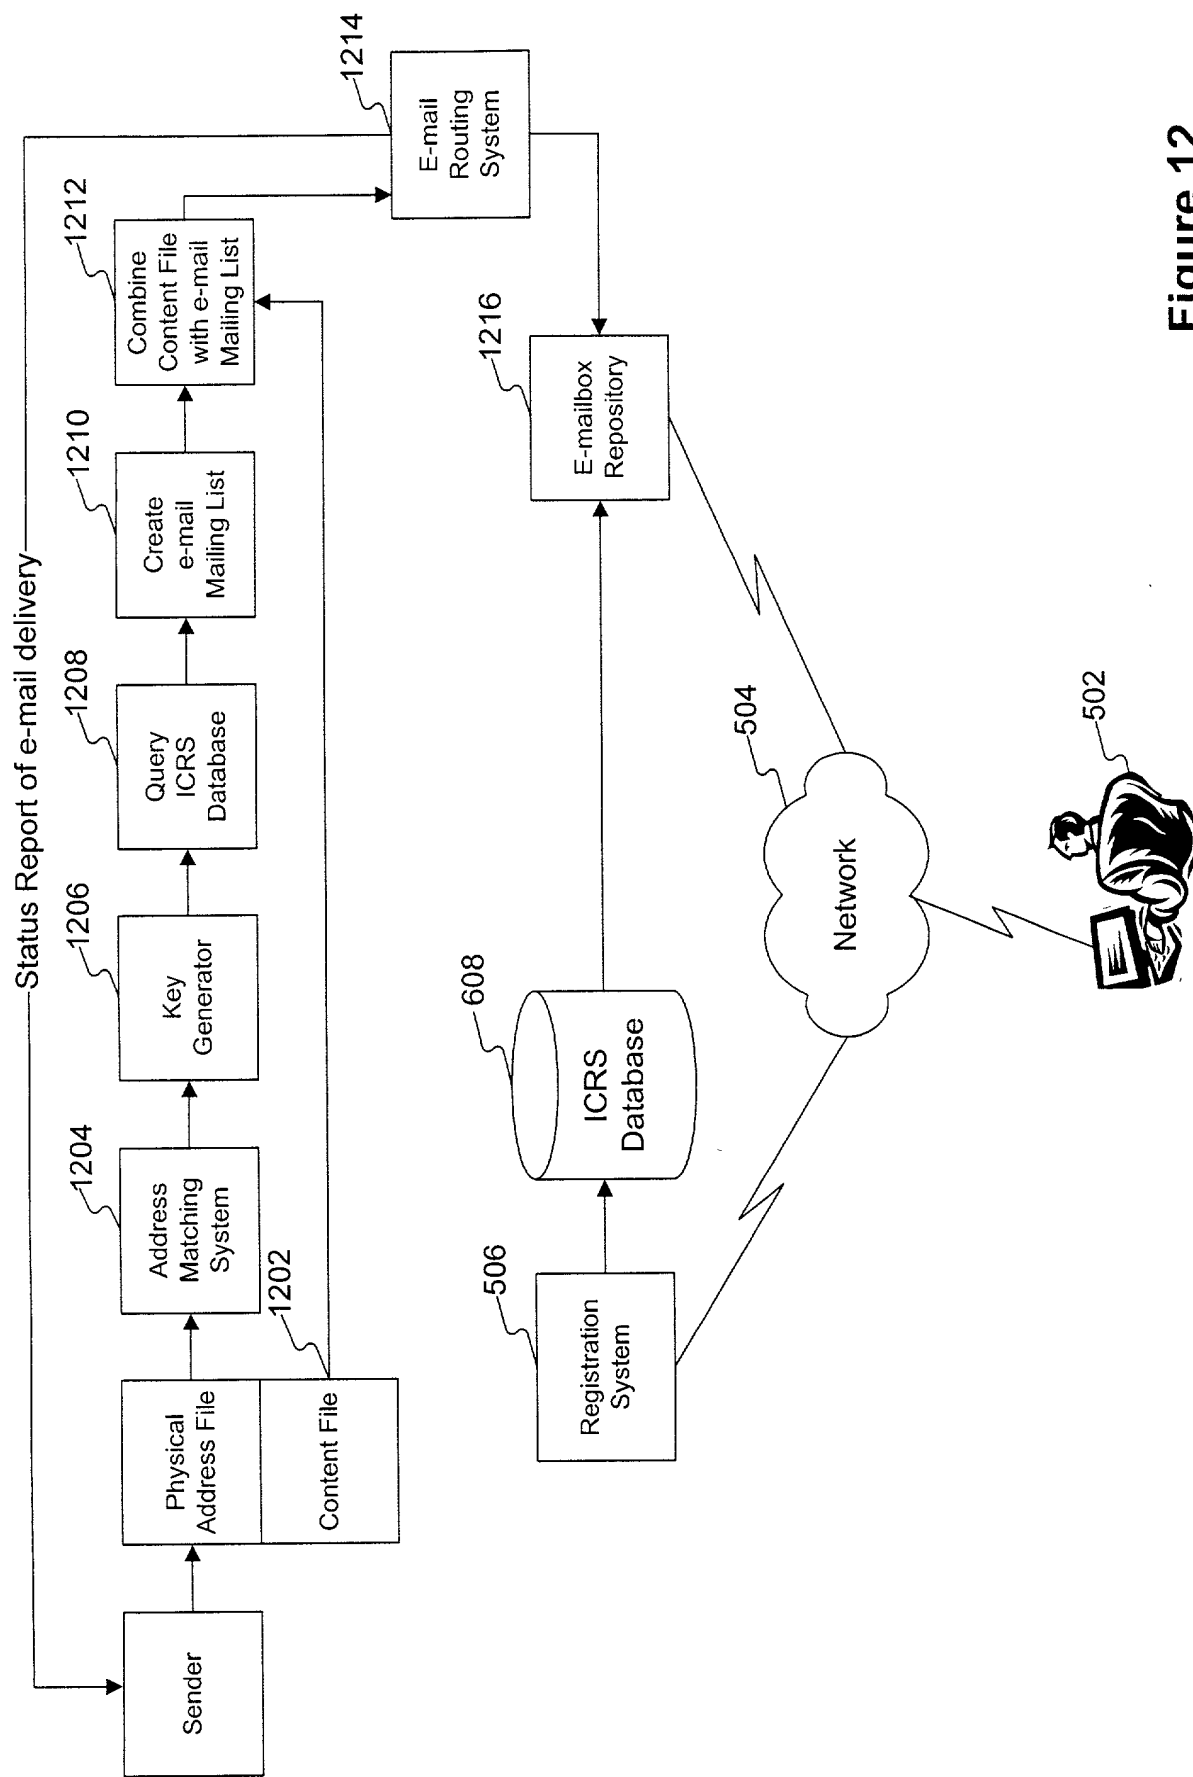 Status Report of e-mail delivery
Sender
Physical
Address File
Content File
1202
Address
Matching
System
1204
Key
Generator
1206
Query
ICRS
Database
1208
Create
e-mail
Mailing List
1210
Combine
Content File
with e-mail
Mailing List
1212
E-mail
Routing
System
1214
Registration
System
506
ICRS
Database
608
E-mailbox
Repository
1216
Network
504
502
Figure 12